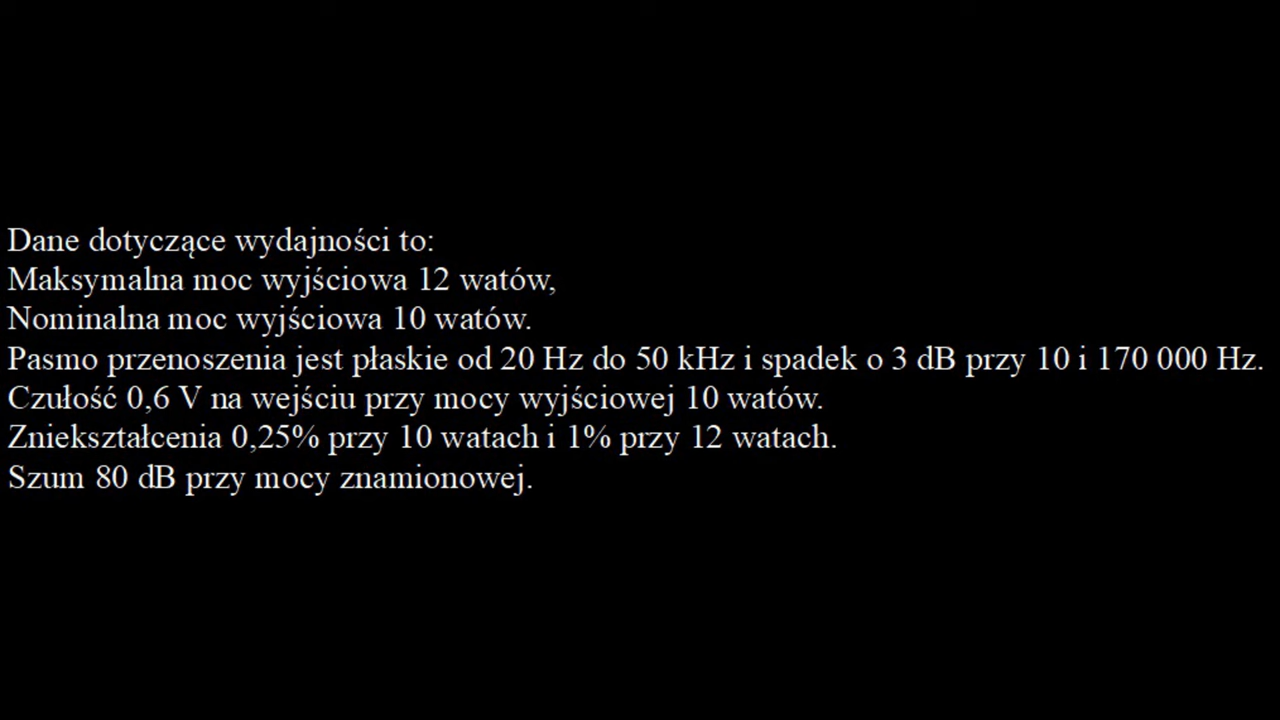 Dane dotyczące wydajności to:
Maksymalna moc wyjściowa 12 watów,
Nominalna moc wyjściowa 10 watów.
Pasmo przenoszenia jest płaskie od 20 Hz do 50 kHz i spadek o 3 dB przy 10 i 170 000 Hz.
Czułość 0,6 V na wejściu przy mocy wyjściowej 10 watów.
Zniekształcenia 0,25% przy 10 watach i 1% przy 12 watach.
Szum 80 dB przy mocy znamionowej.